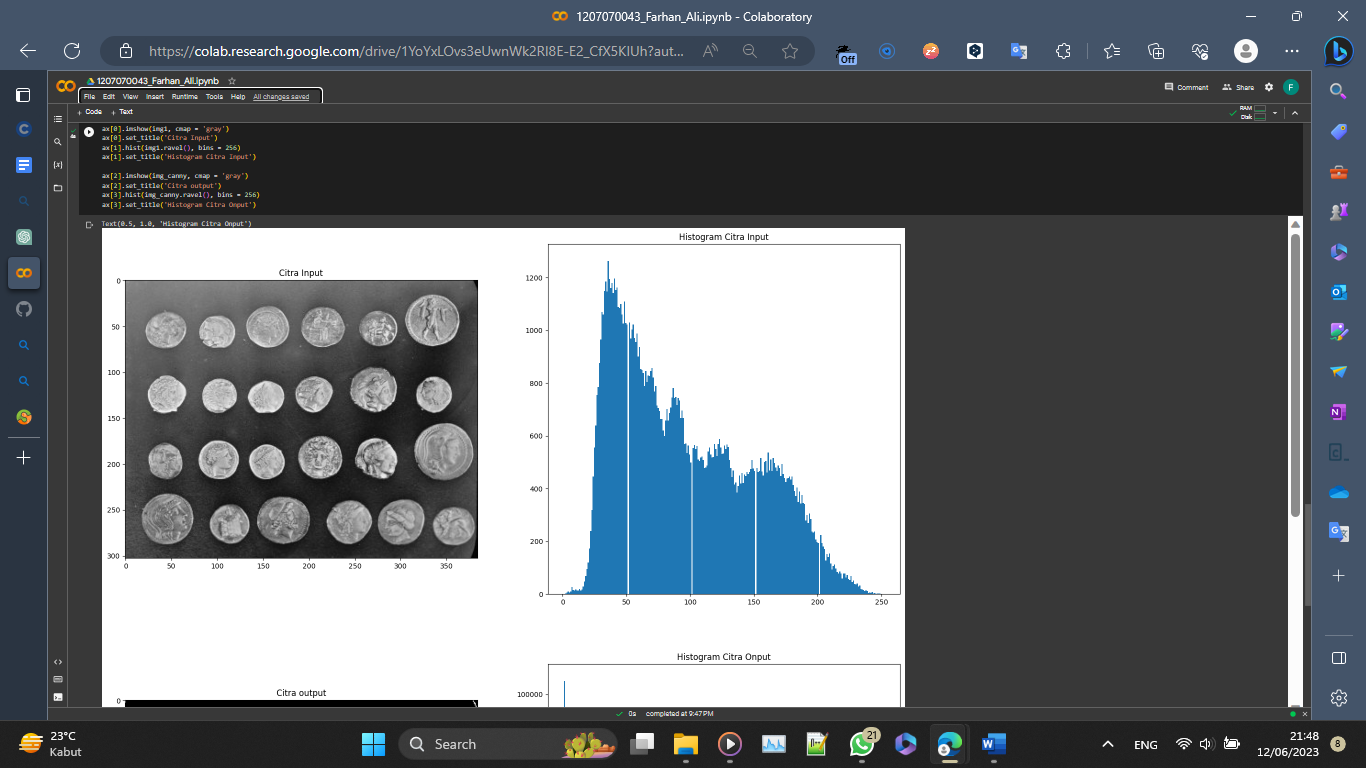 1207070043_Farhan_Ali.ipynb - Colaboratory
https://colab.research.google.com/drive/1YoYxLOvs3eUwnWk2RI8E-E2_CfX5KIUh?aut...
Off
1207070043_Farhan_Ali.ipynb
File Edit View Insert Runtime Tools Help All changes saved
Comment Share F
+ Code + Text
RAM
Disk
ax[0].imshow(img1, cmap = 'gray')
ax[0].set_title('Citra Input')
ax[1].hist(img1.ravel(), bins = 256)
ax[1].set_title('Histogram Citra Input')
ax[2].imshow(img_canny, cmap = 'gray')
ax[2].set_title('Citra output')
ax[3].hist(img_canny.ravel(), bins = 256)
ax[3].set_title('Histogram Citra Onput')
Text(0.5, 1.0, 'Histogram Citra Onput')
Citra Input
0
50
100
150
200
250
300
0 50 100 150 200 250 300 350
Histogram Citra Input
1200
1000
800
600
400
200
0
0 50 100 150 200 250
Citra output
0
Histogram Citra Onput
100000
0s completed at 9:47 PM
23°C
Kabut
Search
21
ENG
21:48
12/06/2023
8